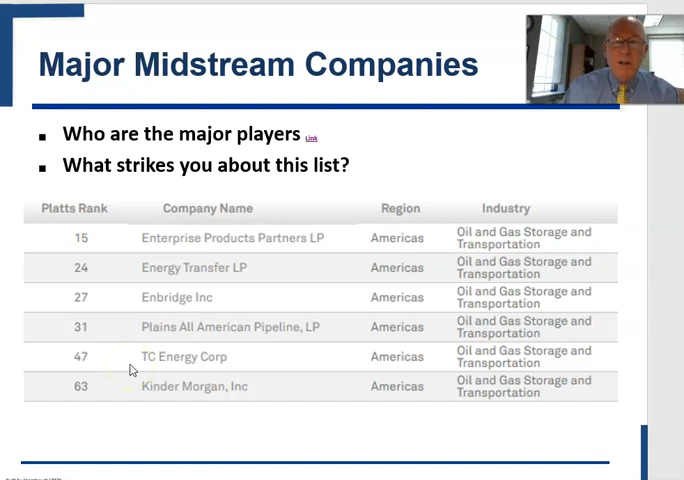 Major Midstream Companies
Who are the major players Link
What strikes you about this list?
Platts Rank Company Name Region Industry
15 Enterprise Products Partners LP Americas Oil and Gas Storage and
Transportation
24 Energy Transfer LP Americas Oil and Gas Storage and
Transportation
27 Enbridge Inc Americas Oil and Gas Storage and
Transportation
31 Plains All American Pipeline, LP Americas Oil and Gas Storage and
Transportation
47 TC Energy Corp Americas Oil and Gas Storage and
Transportation
63 Kinder Morgan, Inc Americas Oil and Gas Storage and
Transportation